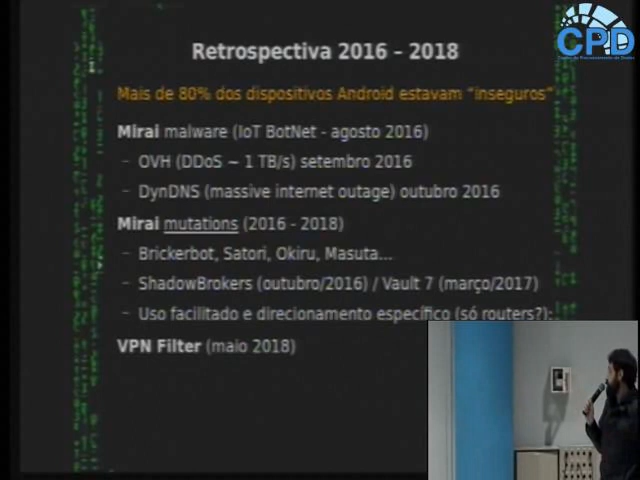 CPD
Retrospectiva 2016 – 2018
Mais de 80% dos dispositivos Android estavam “inseguros”
Mirai malware (IoT BotNet - agosto 2016)
– OVH (DDoS ~ 1 TB/s) setembro 2016
– DynDNS (massive internet outage) outubro 2016
Mirai mutations (2016 - 2018)
– Brickerbot, Satori, Okiru, Masuta...
– ShadowBrokers (outubro/2016) / Vault 7 (março/2017)
– Uso facilitado e direcionamento específico (só routers?):
VPN Filter (maio 2018)